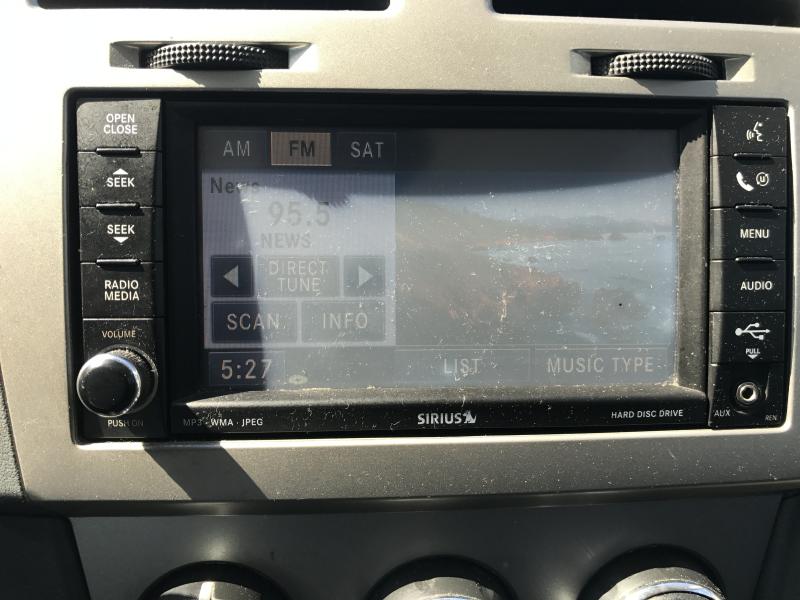 OPEN
CLOSE
SEEK
SEEK
RADIO
MEDIA
VOLUME
PUSH ON
AM FM SAT
News
95.5
NEWS
DIRECT
TUNE
SCAN INFO
5:27 LIST MUSIC TYPE
MP3 · WMA · JPEG SIRIUS HARD DISC DRIVE
MENU
AUDIO
PULL
AUX